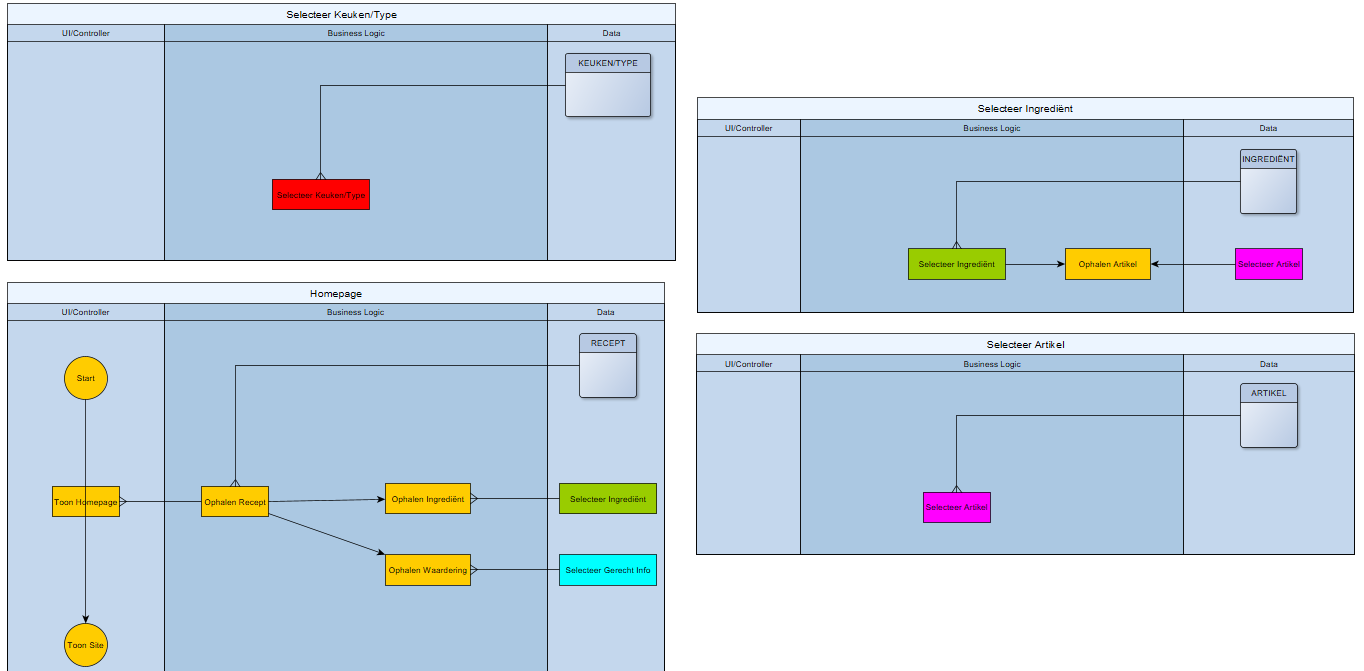 Selecteer Keuken/Type
UI/Controller
Business Logic
Data
KEUKEN/TYPE
Selecteer Keuken/Type
Homepage
UI/Controller
Business Logic
Data
RECEPT
Start
Toon Homepage
Ophalen Recept
Ophalen Ingrediënt
Selecteer Ingrediënt
Ophalen Waardering
Selecteer Gerecht Info
Toon Site
Selecteer Ingrediënt
UI/Controller
Business Logic
Data
INGREDIËNT
Selecteer Ingrediënt
Ophalen Artikel
Selecteer Artikel
Selecteer Artikel
UI/Controller
Business Logic
Data
ARTIKEL
Selecteer Artikel